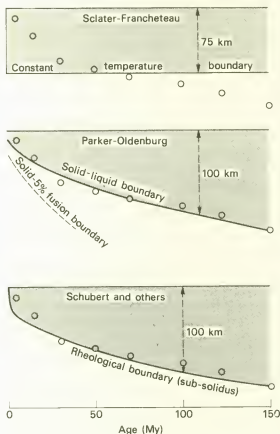 Sclater-Francheteau
75 km
Constant temperature boundary
Parker-Oldenburg
Solid-liquid boundary
100 km
Solid-5% fusion boundary
Schubert and others
100 km
Rheological boundary (sub-solidus)
0 50 100 150
Age (My)